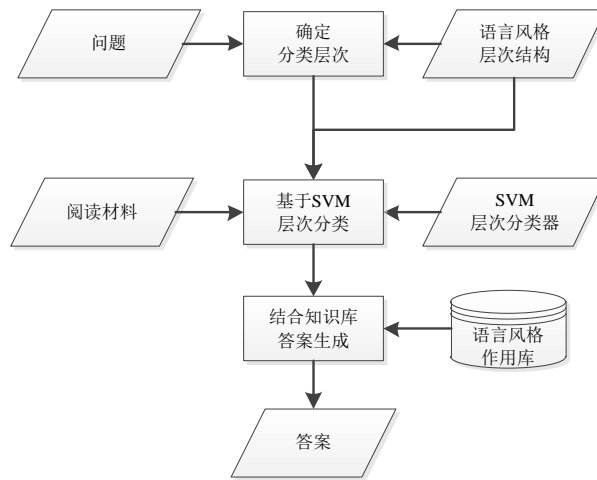 问题
确定
分类层次
语言风格
层次结构
阅读材料
基于SVM
层次分类
SVM
层次分类器
结合知识库
答案生成
语言风格
作用库
答案